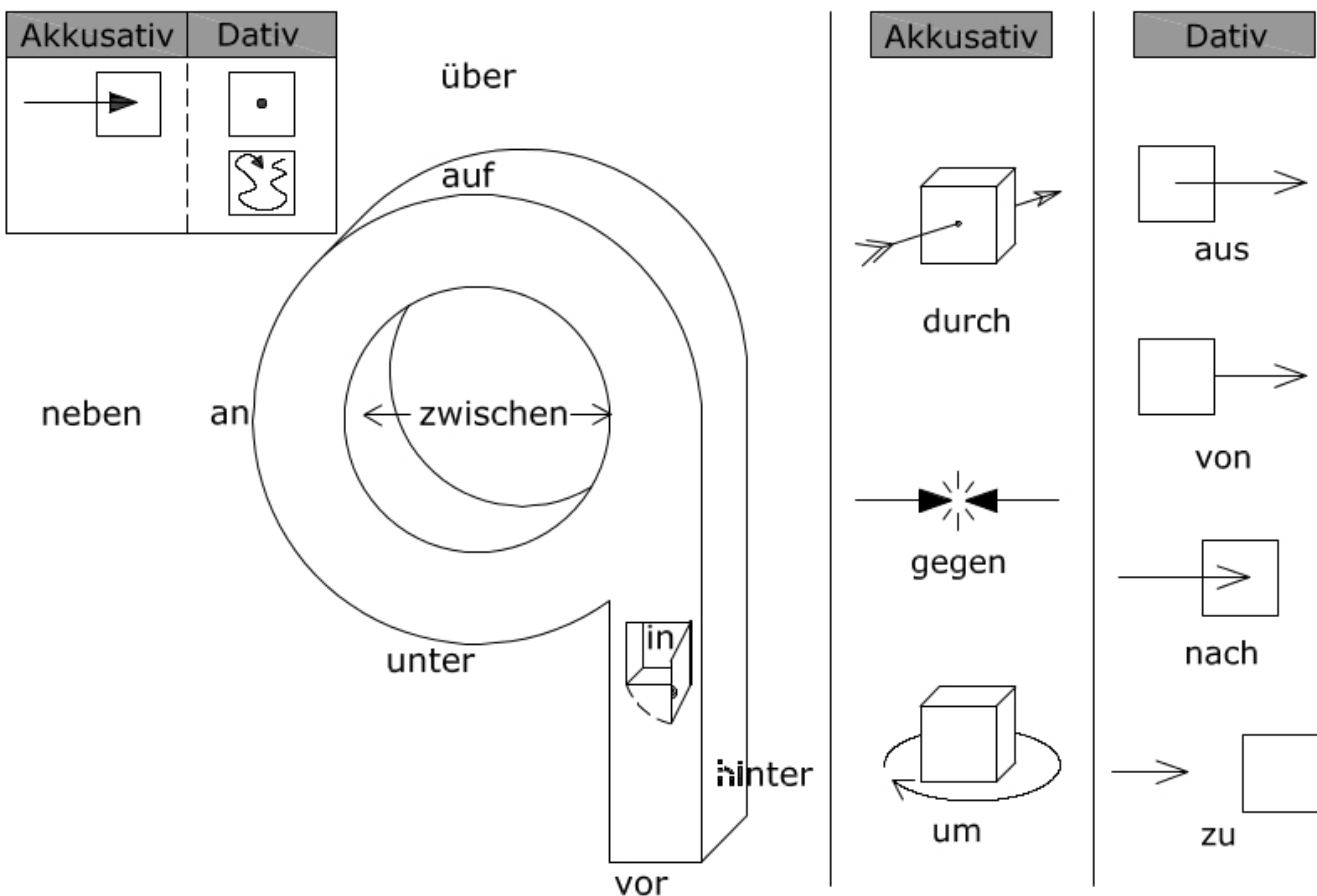 Akkusativ Dativ
über
auf
neben an zwischen
unter
in
hinter
vor
Akkusativ
durch
gegen
um
Dativ
aus
von
nach
zu